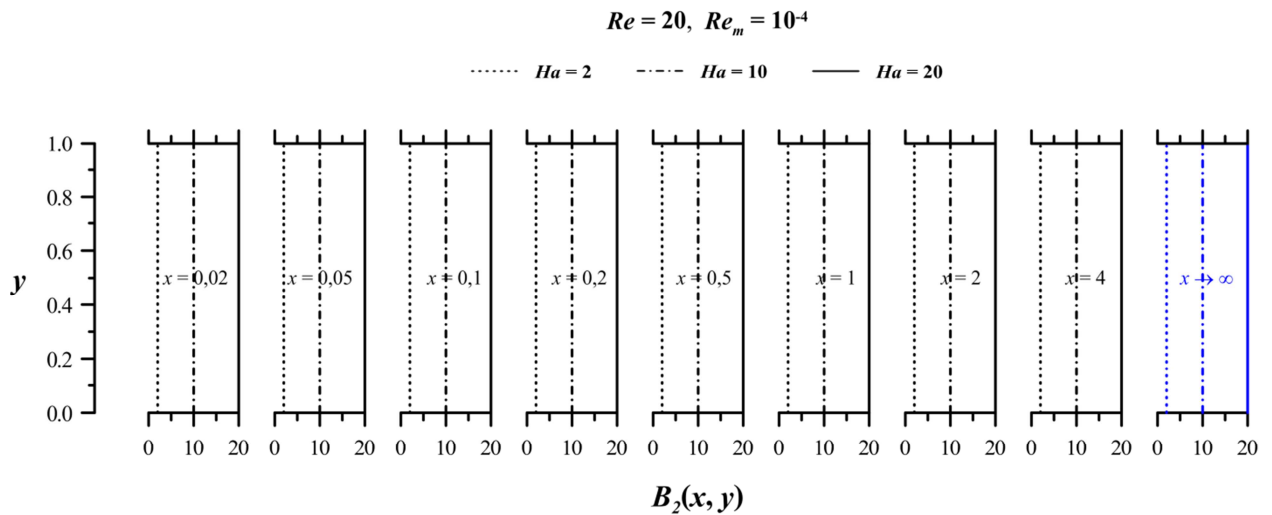 Re = 20, Reₘ = 10⁻⁴
Ha = 2 Ha = 10 Ha = 20
1.0
0.8
0.6
0.4
0.2
0.0
y
x = 0,02 x = 0,05 x = 0,1 x = 0,2 x = 0,5 x = 1 x = 2 x = 4 x → ∞
0 10 20 0 10 20 0 10 20 0 10 20 0 10 20 0 10 20 0 10 20 0 10 20 0 10 20
B₂(x, y)